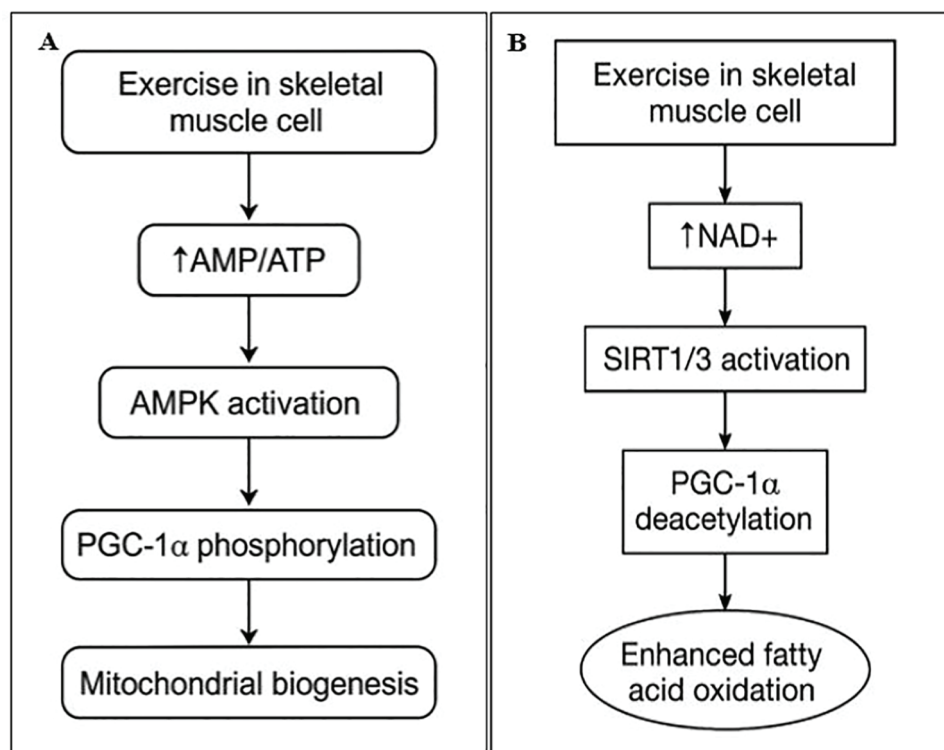 A
Exercise in skeletal
muscle cell
↑AMP/ATP
AMPK activation
PGC-1α phosphorylation
Mitochondrial biogenesis
B
Exercise in skeletal
muscle cell
↑NAD+
SIRT1/3 activation
PGC-1α
deacetylation
Enhanced fatty
acid oxidation